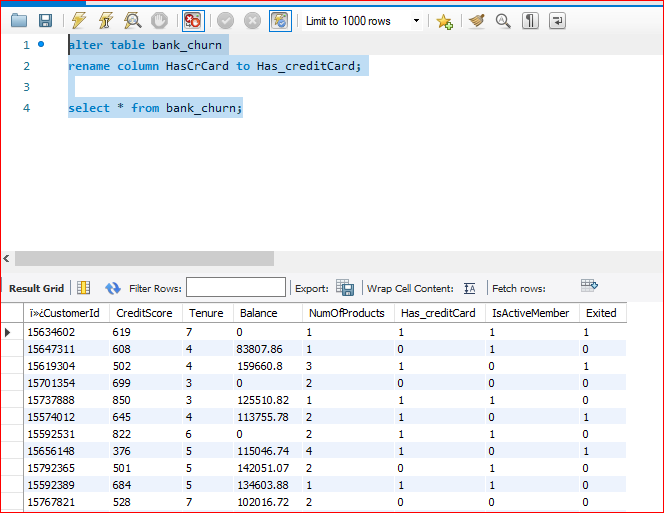 Limit to 1000 rows
1 alter table bank_churn
2 rename column HasCrCard to Has_creditCard;
3
4 select * from bank_churn;
Result Grid Filter Rows: Export: Wrap Cell Content: Fetch rows:
ï»¿CustomerId CreditScore Tenure Balance NumOfProducts Has_creditCard IsActiveMember Exited
15634602 619 7 0 1 1 1 1
15647311 608 4 83807.86 1 0 1 0
15619304 502 4 159660.8 3 1 0 1
15701354 699 3 0 2 0 0 0
15737888 850 3 125510.82 1 1 1 0
15574012 645 4 113755.78 2 1 0 1
15592531 822 6 0 2 1 1 0
15656148 376 5 115046.74 4 1 0 1
15792365 501 5 142051.07 2 0 1 0
15592389 684 5 134603.88 1 1 1 0
15767821 528 7 102016.72 2 0 0 0